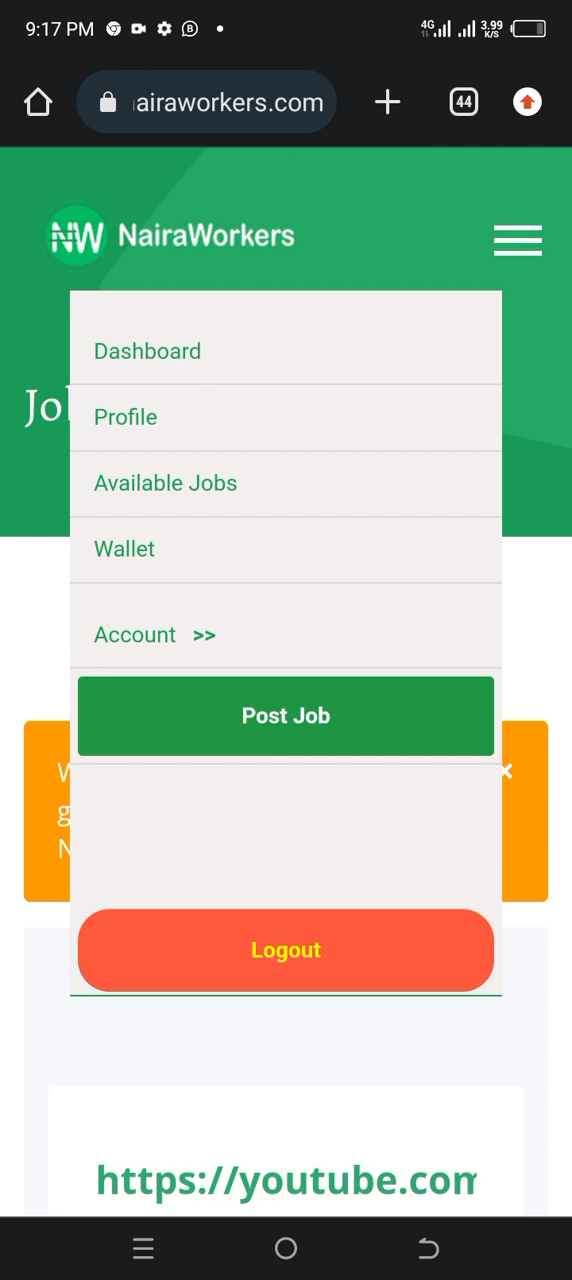 9:17 PM
4G
3.99
K/S
airaworkers.com
44
NW NairaWorkers
Dashboard
Profile
Available Jobs
Wallet
Account >>
Post Job
Logout
https://youtube.com